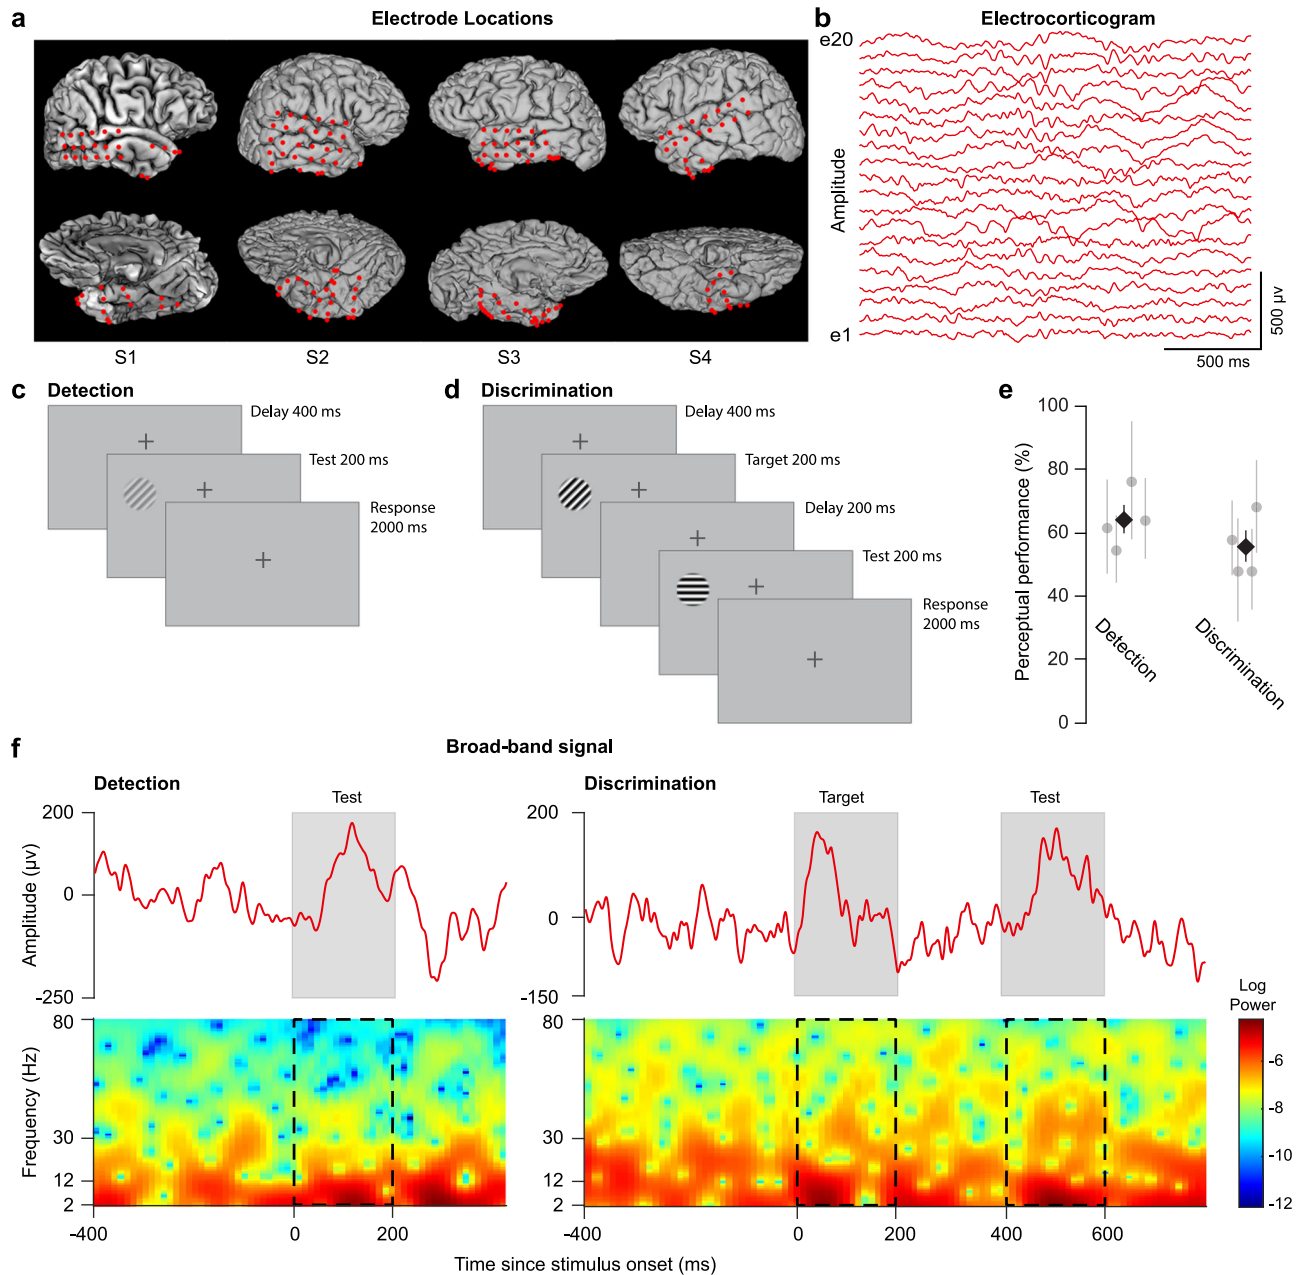 a
Electrode Locations
S1
S2
S3
S4
b
Electrocorticogram
e20
Amplitude
e1
500 μv
500 ms
c
Detection
Delay 400 ms
Test 200 ms
Response
2000 ms
d
Discrimination
Delay 400 ms
Target 200 ms
Delay 200 ms
Test 200 ms
Response
2000 ms
e
Perceptual performance (%)
100
80
60
40
20
0
Detection
Discrimination
f
Broad-band signal
Detection
Test
200
0
-250
Amplitude (μv)
Discrimination
Target
Test
200
0
-150
Frequency (Hz)
80
30
12
2
-400
0
200
80
30
12
2
-400
0
200
400
600
Time since stimulus onset (ms)
Log
Power
-6
-8
-10
-12